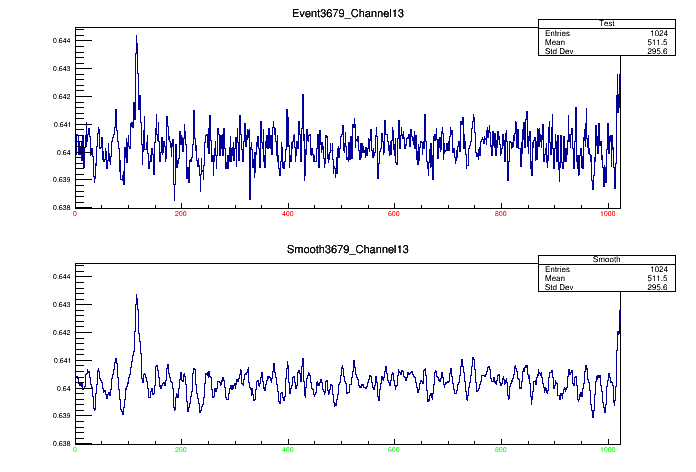 Event3679_Channel13
Test
Entries 1024
Mean 511.5
Std Dev 295.6
0.644
0.643
0.642
0.641
0.64
0.639
0.638
0 200 400 600 800 1000
Smooth3679_Channel13
Smooth
Entries 1024
Mean 511.5
Std Dev 295.6
0.644
0.643
0.642
0.641
0.64
0.639
0.638
0 200 400 600 800 1000